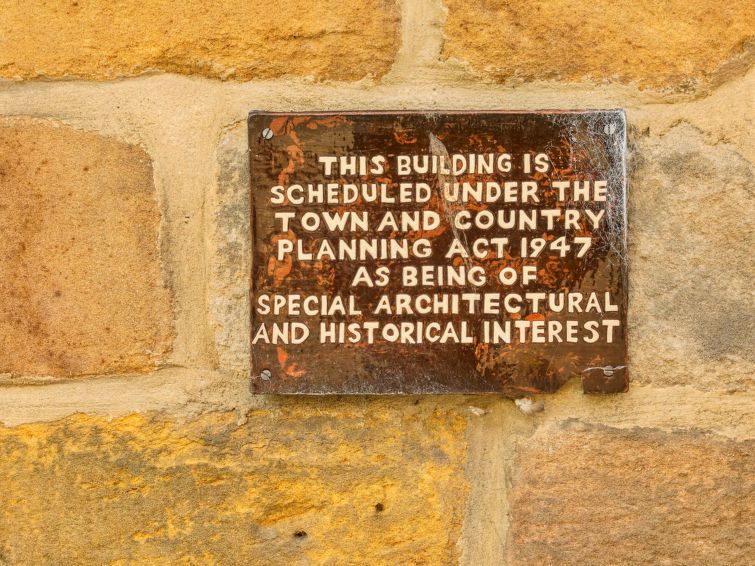 THIS BUILDING IS
SCHEDULED UNDER THE
TOWN AND COUNTRY
PLANNING ACT 1947
AS BEING OF
SPECIAL ARCHITECTURAL
AND HISTORICAL INTEREST